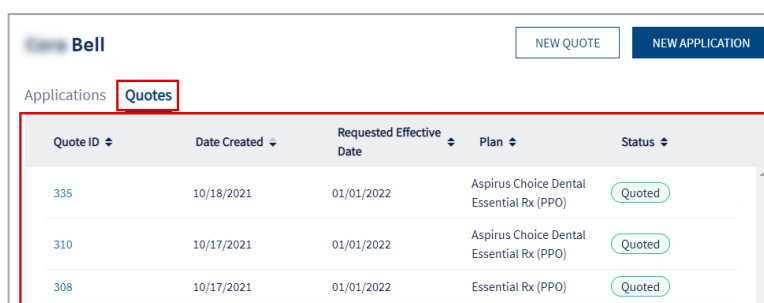 Bell
NEW QUOTE
NEW APPLICATION
Applications Quotes
Quote ID Date Created Requested Effective Date Plan Status
335 10/18/2021 01/01/2022 Aspirus Choice Dental Essential Rx (PPO) Quoted
310 10/17/2021 01/01/2022 Aspirus Choice Dental Essential Rx (PPO) Quoted
308 10/17/2021 01/01/2022 Essential Rx (PPO) Quoted